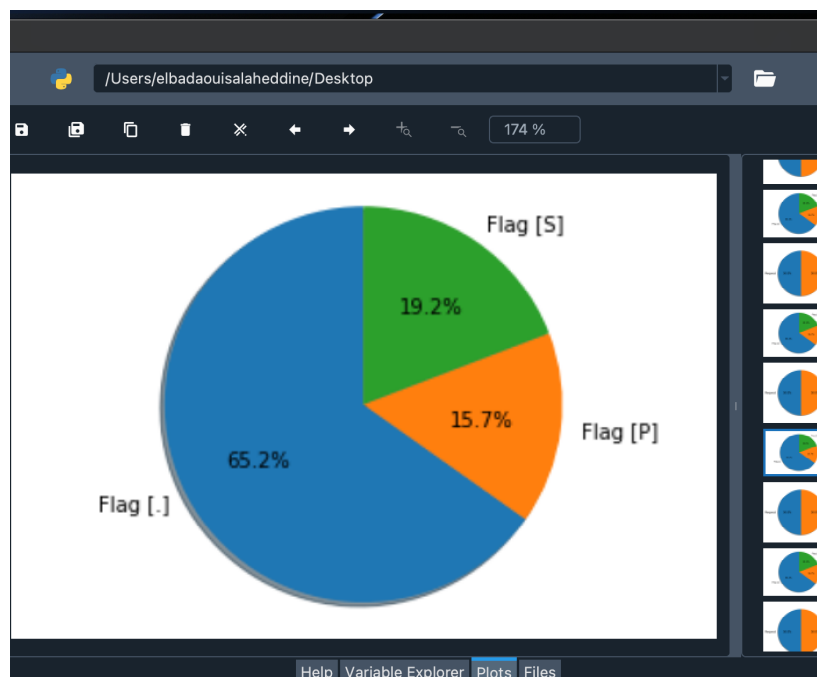 /Users/elbadaouisalaheddine/Desktop
174 %
Flag [S]
19.2%
15.7%
Flag [P]
65.2%
Flag [.]
Help Variable Explorer Plots Files